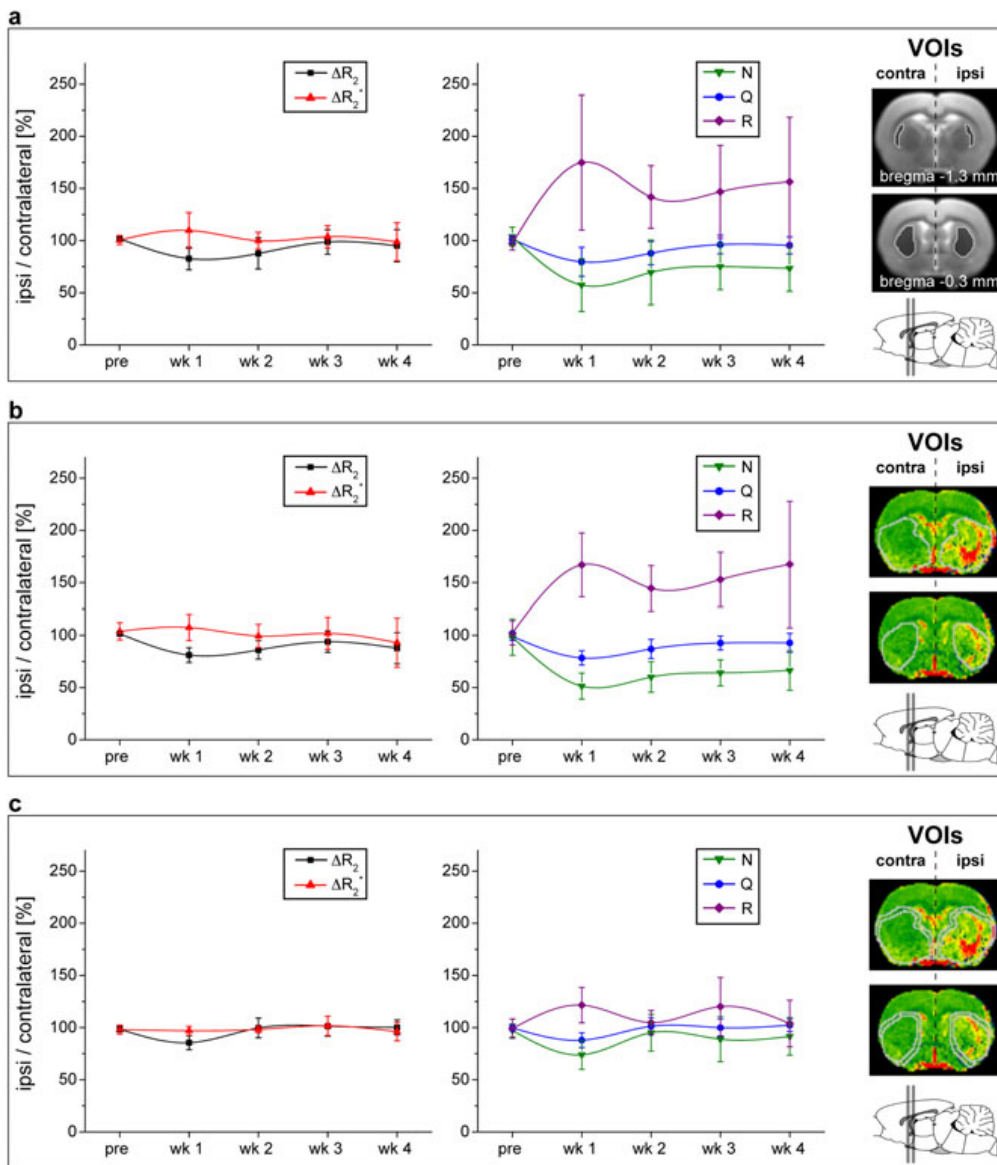 a
ipsi / contralateral [%]
250
200
150
100
50
0
pre wk 1 wk 2 wk 3 wk 4
ΔR₂
ΔR₂*
250
200
150
100
50
0
pre wk 1 wk 2 wk 3 wk 4
N
Q
R
VOIs
contra ipsi
bregma -1.3 mm
bregma -0.3 mm
b
ipsi / contralateral [%]
250
200
150
100
50
0
pre wk 1 wk 2 wk 3 wk 4
ΔR₂
ΔR₂*
250
200
150
100
50
0
pre wk 1 wk 2 wk 3 wk 4
N
Q
R
VOIs
contra ipsi
c
ipsi / contralateral [%]
250
200
150
100
50
0
pre wk 1 wk 2 wk 3 wk 4
ΔR₂
ΔR₂*
250
200
150
100
50
0
pre wk 1 wk 2 wk 3 wk 4
N
Q
R
VOIs
contra ipsi